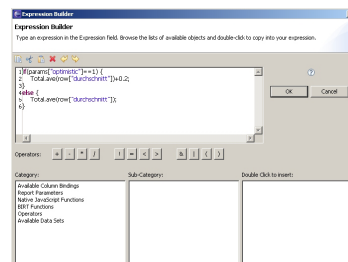 Expression Builder
Expression Builder
Type an expression in the Expression field. Browse the lists of available objects and double-click to copy into your expression.
1 if(params["optimistic"]==1) {
2 Total.ave(row["durchschnitt"])+0.2;
3 }
4 else {
5 Total.ave(row["durchschnitt"]);
6 }
OK Cancel
Operators: + - * / ! = < > & | ( )
Category: Sub-Category: Double Click to insert:
Available Column Bindings
Report Parameters
Native JavaScript Functions
BIRT Functions
Operators
Available Data Sets